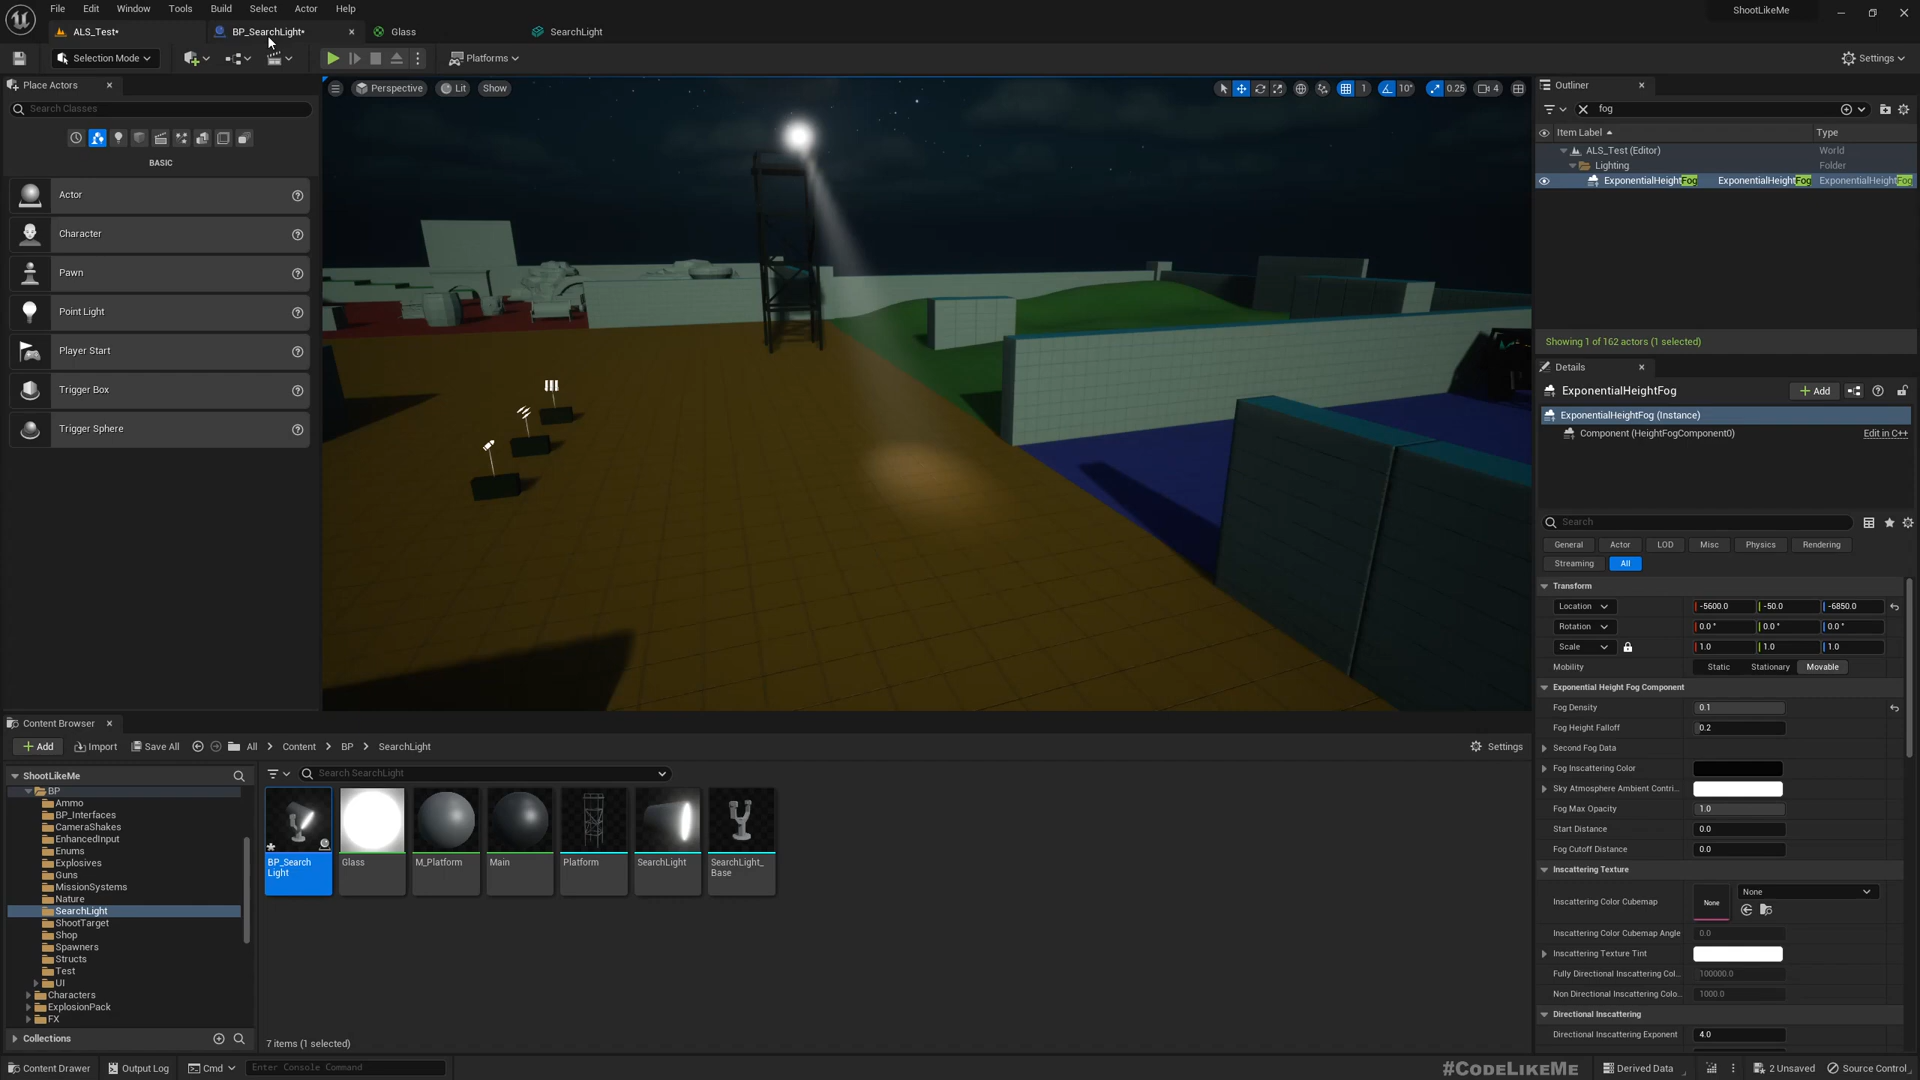 File Edit Window Tools Build Select Actor Help
ShootLikeMe
ALS_Test*
BP_SearchLight*
Glass
SearchLight
Selection Mode
Platforms
Settings
Place Actors
Search Classes
BASIC
Actor
Character
Pawn
Point Light
Player Start
Trigger Box
Trigger Sphere
Perspective
Lit
Show
1
10°
0.25
4
Outliner
fog
Item Label
Type
ALS_Test (Editor)
World
Lighting
Folder
ExponentialHeightFog
ExponentialHeightFog
ExponentialHeightFog
Showing 1 of 162 actors (1 selected)
Details
ExponentialHeightFog
Add
ExponentialHeightFog (Instance)
Component (HeightFogComponent0)
Edit in C++
Search
General
Actor
LOD
Misc
Physics
Rendering
Streaming
All
Transform
Location
-5600.0
-50.0
-6850.0
Rotation
0.0 °
0.0 °
0.0 °
Scale
1.0
1.0
1.0
Mobility
Static
Stationary
Movable
Exponential Height Fog Component
Fog Density
0.1
Fog Height Falloff
0.2
Second Fog Data
Fog Inscattering Color
Sky Atmosphere Ambient Contri...
Fog Max Opacity
1.0
Start Distance
0.0
Fog Cutoff Distance
0.0
Inscattering Texture
Inscattering Color Cubemap
None
None
Inscattering Color Cubemap Angle
0.0
Inscattering Texture Tint
Fully Directional Inscattering Col...
100000.0
Non Directional Inscattering Colo...
1000.0
Directional Inscattering
Directional Inscattering Exponent
4.0
Content Browser
Add
Import
Save All
All
Content
BP
SearchLight
Settings
ShootLikeMe
Search SearchLight
BP
Ammo
BP_Interfaces
CameraShakes
EnhancedInput
Enums
Explosives
Guns
MissionSystems
Nature
SearchLight
ShootTarget
Shop
Spawners
Structs
Test
UI
Characters
ExplosionPack
FX
Collections
BP_Search
Light
Glass
M_Platform
Main
Platform
SearchLight
SearchLight_
Base
7 items (1 selected)
Content Drawer
Output Log
Cmd
Enter Console Command
#CODELIKEME
Derived Data
2 Unsaved
Source Control